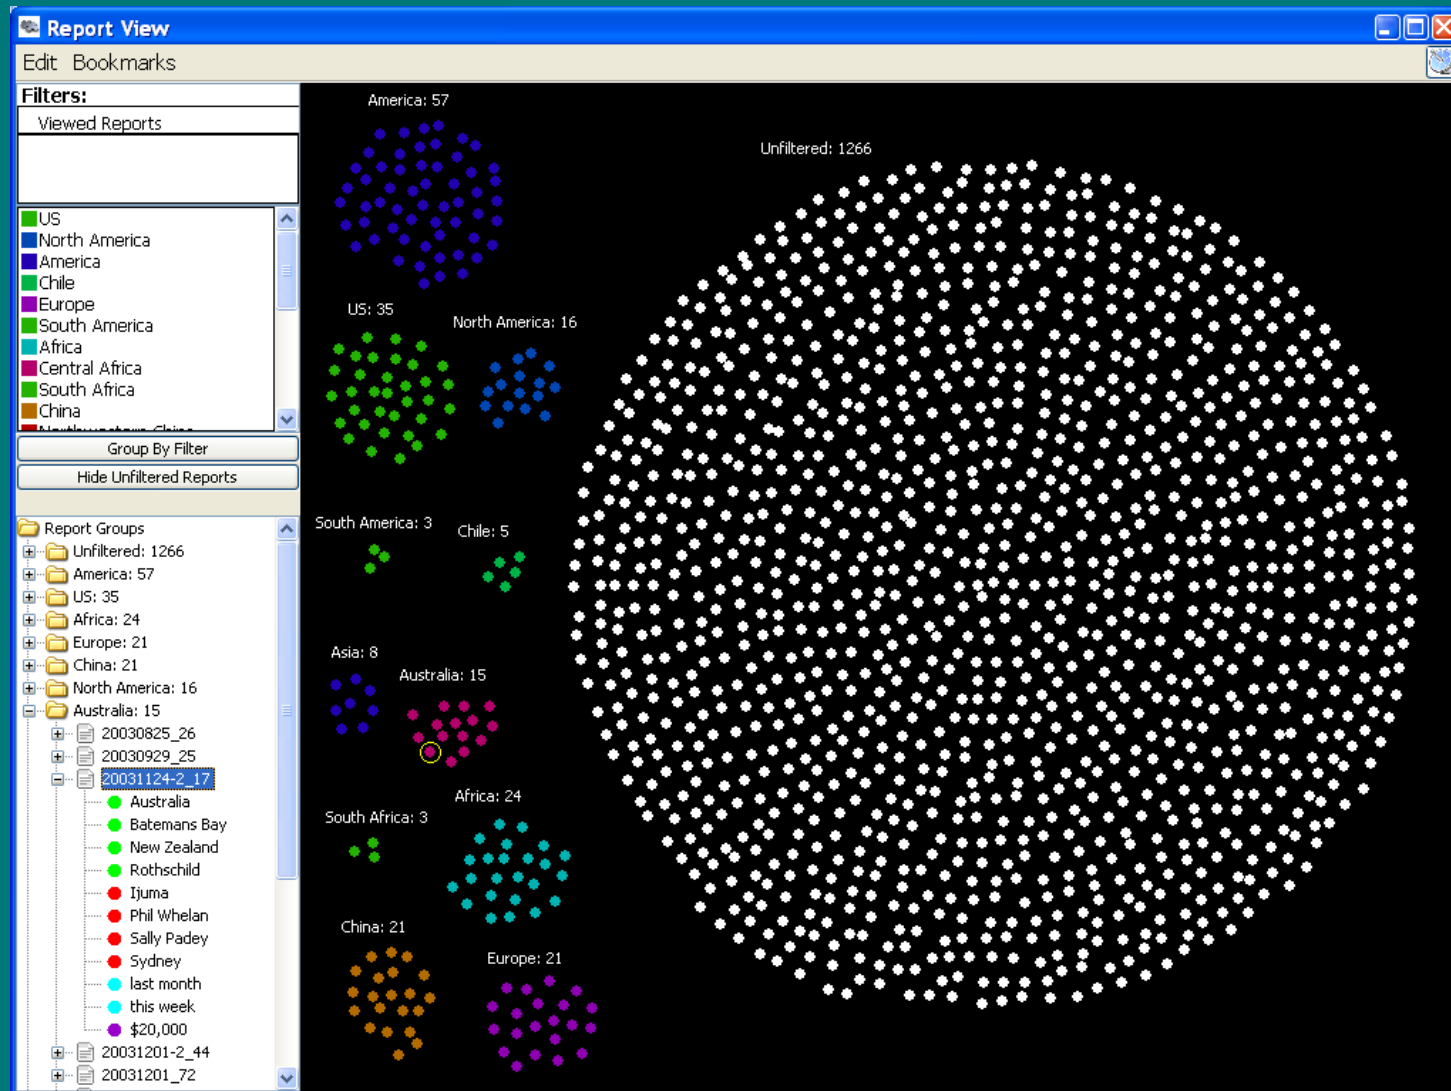 Report View
Edit Bookmarks
Filters:
Viewed Reports
US
North America
America
Chile
Europe
South America
Africa
Central Africa
South Africa
China
Group By Filter
Hide Unfiltered Reports
Report Groups
Unfiltered: 1266
America: 57
US: 35
Africa: 24
Europe: 21
China: 21
North America: 16
Australia: 15
20030825_26
20030929_25
20031124-2_17
Australia
Batemans Bay
New Zealand
Rothschild
Ijuma
Phil Whelan
Sally Padey
Sydney
last month
this week
$20,000
20031201-2_44
20031201_72
America: 57
Unfiltered: 1266
US: 35
North America: 16
South America: 3
Chile: 5
Asia: 8
Australia: 15
Africa: 24
South Africa: 3
China: 21
Europe: 21